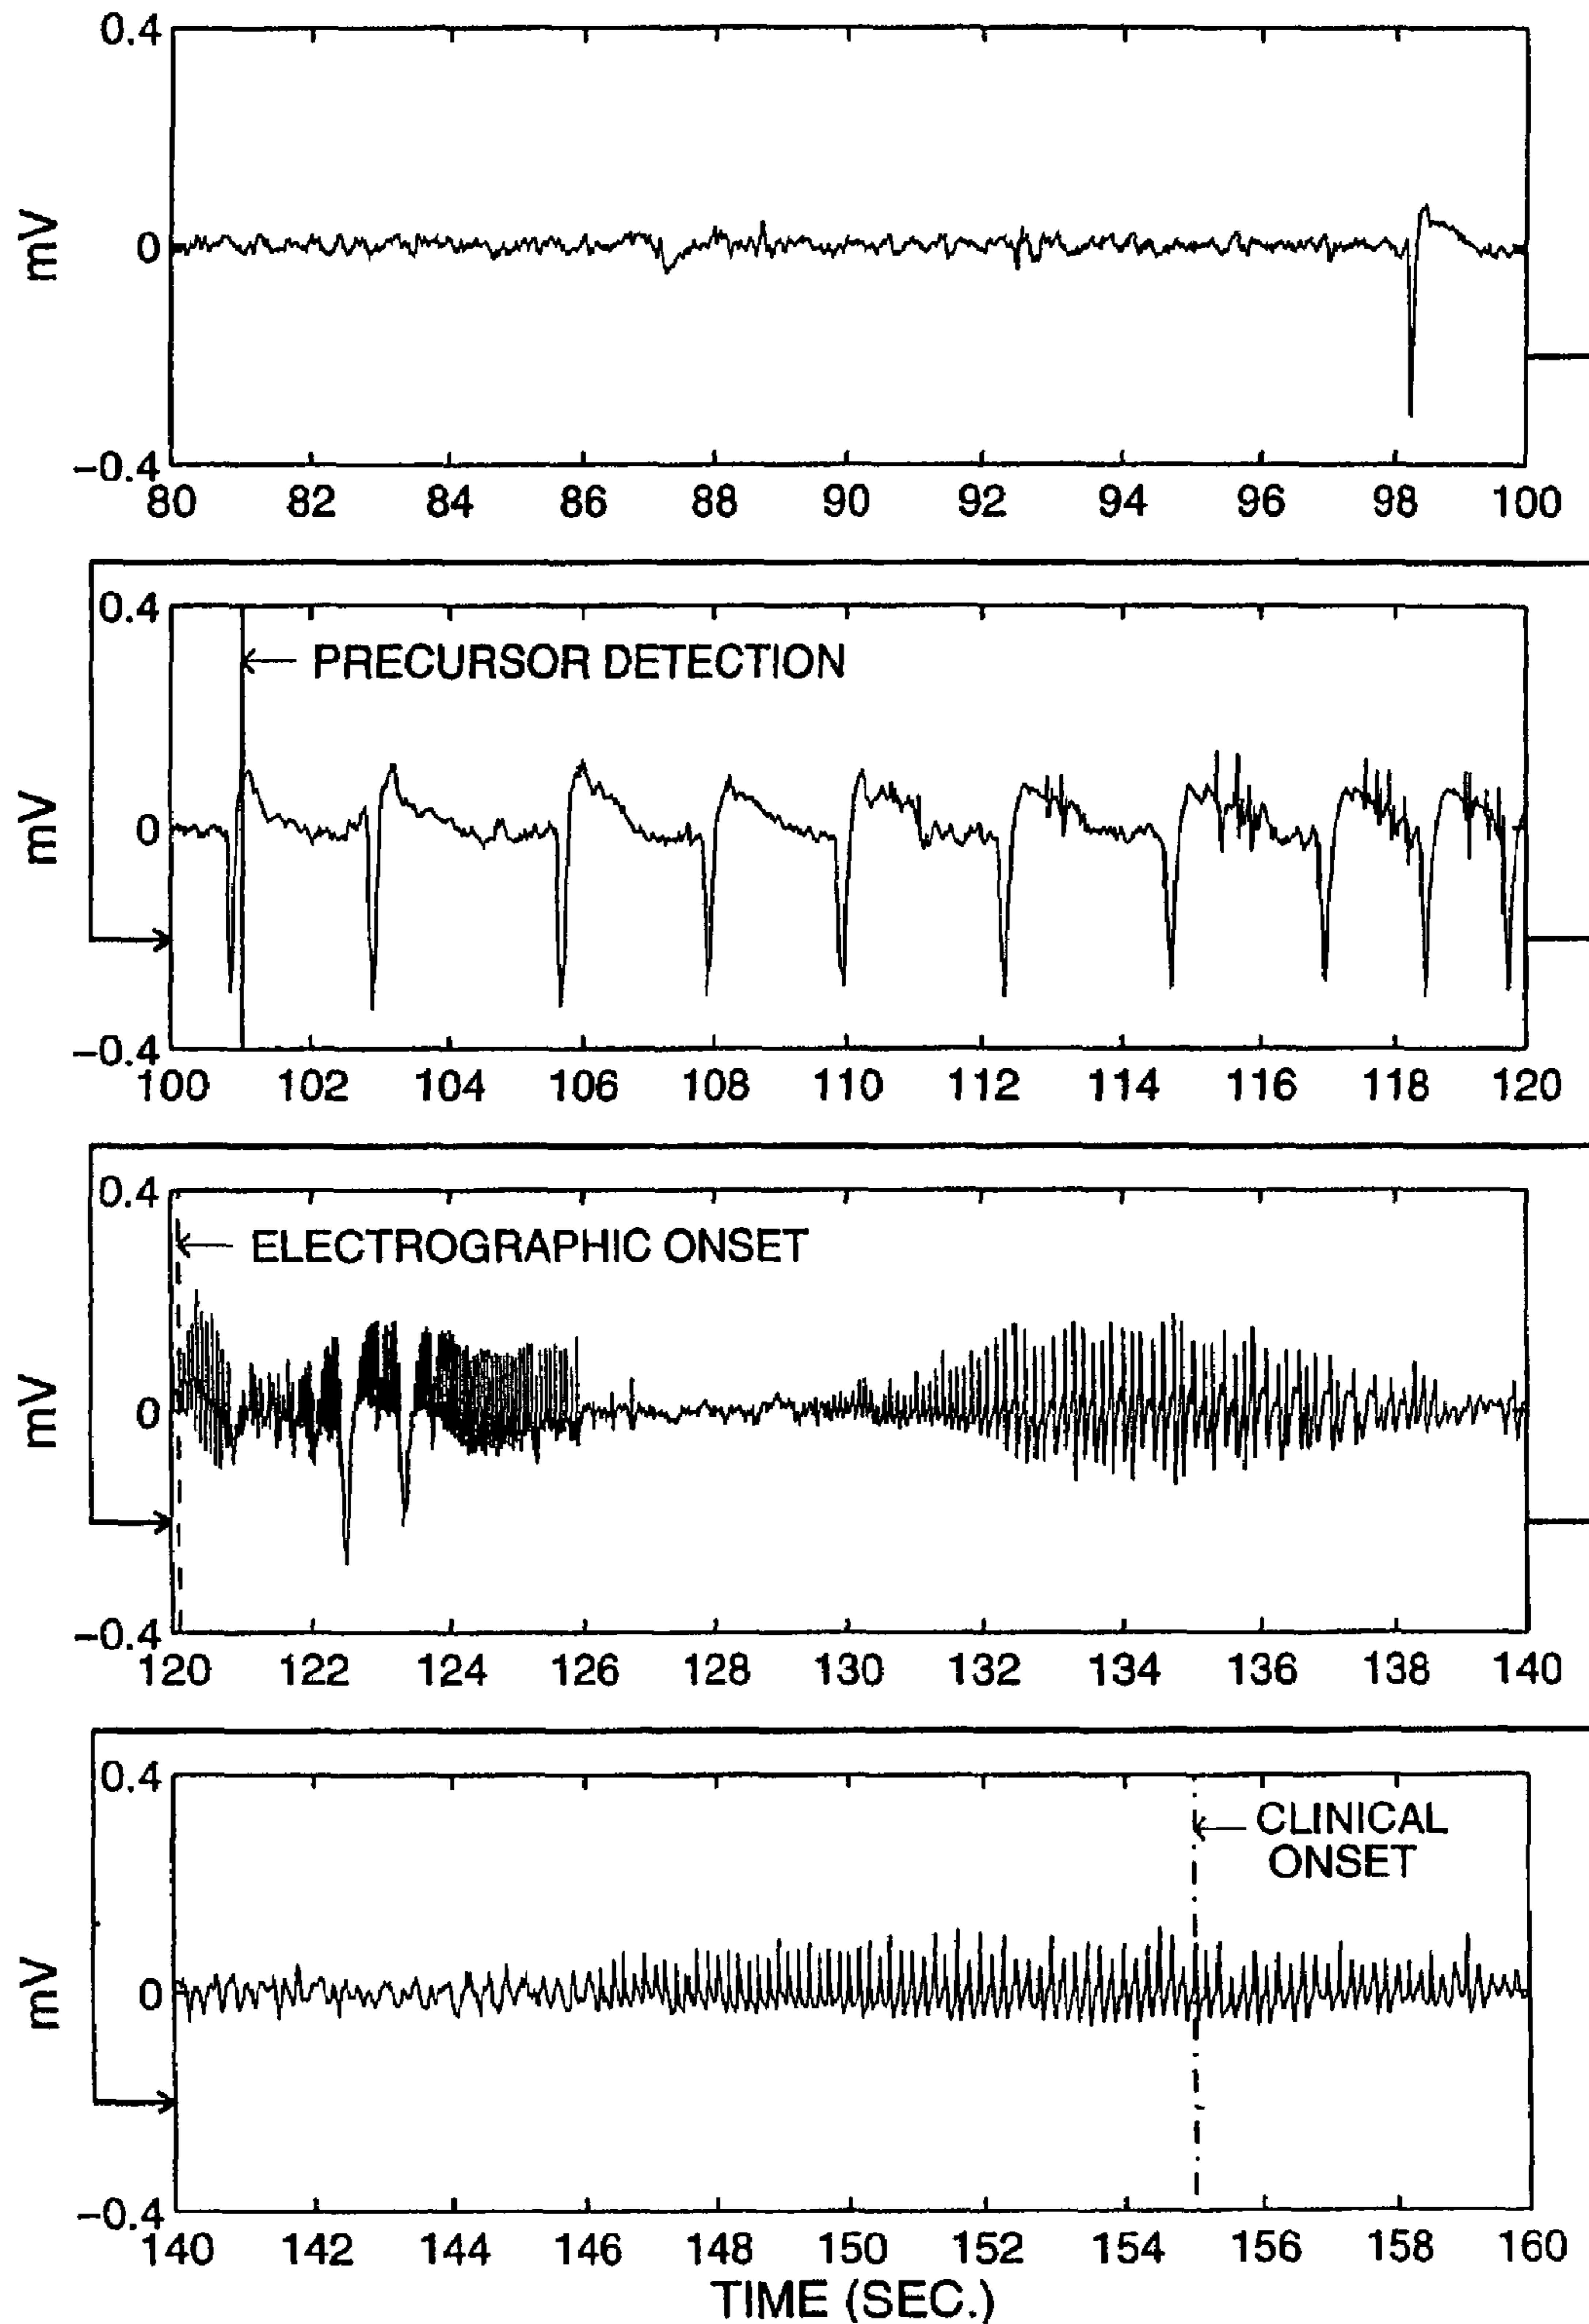 0.4
mV
0
-0.4
80 82 84 86 88 90 92 94 96 98 100
0.4
PRECURSOR DETECTION
mV
0
-0.4
100 102 104 106 108 110 112 114 116 118 120
0.4
ELECTROGRAPHIC ONSET
mV
0
-0.4
120 122 124 126 128 130 132 134 136 138 140
0.4
CLINICAL
ONSET
mV
0
-0.4
140 142 144 146 148 150 152 154 156 158 160
TIME (SEC.)